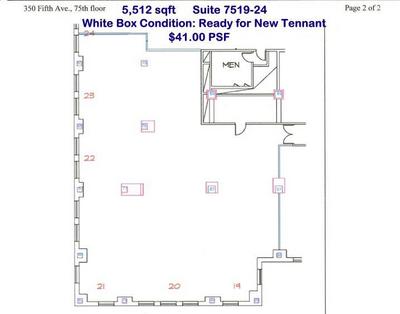 350 Fifth Ave., 75th floor
Page 2 of 2
5,512 sqft Suite 7519-24
White Box Condition: Ready for New Tennant
$41.00 PSF
24
MEN
23
22
21
20
19